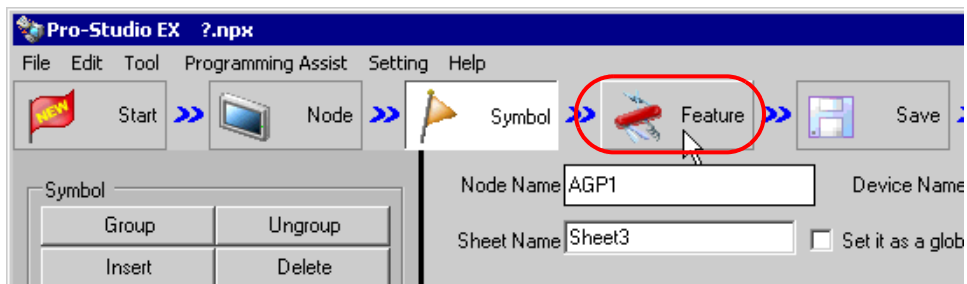 Pro-Studio EX ?.npx
File Edit Tool Programming Assist Setting Help
NEW Start Node Symbol Feature Save
Symbol
Node Name AGP1 Device Name
Group Ungroup
Sheet Name Sheet3 Set it as a glob
Insert Delete